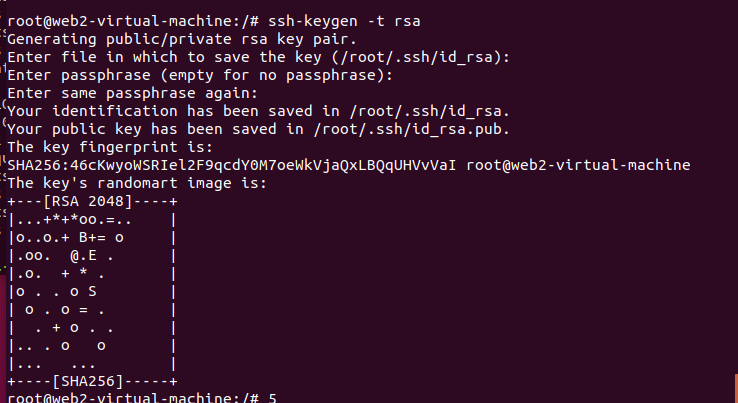 root@web2-virtual-machine:/# ssh-keygen -t rsa
Generating public/private rsa key pair.
Enter file in which to save the key (/root/.ssh/id_rsa):
Enter passphrase (empty for no passphrase):
Enter same passphrase again:
Your identification has been saved in /root/.ssh/id_rsa.
Your public key has been saved in /root/.ssh/id_rsa.pub.
The key fingerprint is:
SHA256:46cKwyoWSRIel2F9qcdY0M7oeWkVjaQxLBQqUHVvVaI root@web2-virtual-machine
The key's randomart image is:
+---[RSA 2048]----+
|...+*+*oo.=..    |
|o..o.+ B+= o     |
|.oo.  @.E .      |
|.o.  + * .       |
|o . . o S        |
| o . o = .       |
|  . + o . .      |
|.. . o   o       |
|...   ...        |
+----[SHA256]-----+
root@web2-virtual-machine:/# 5